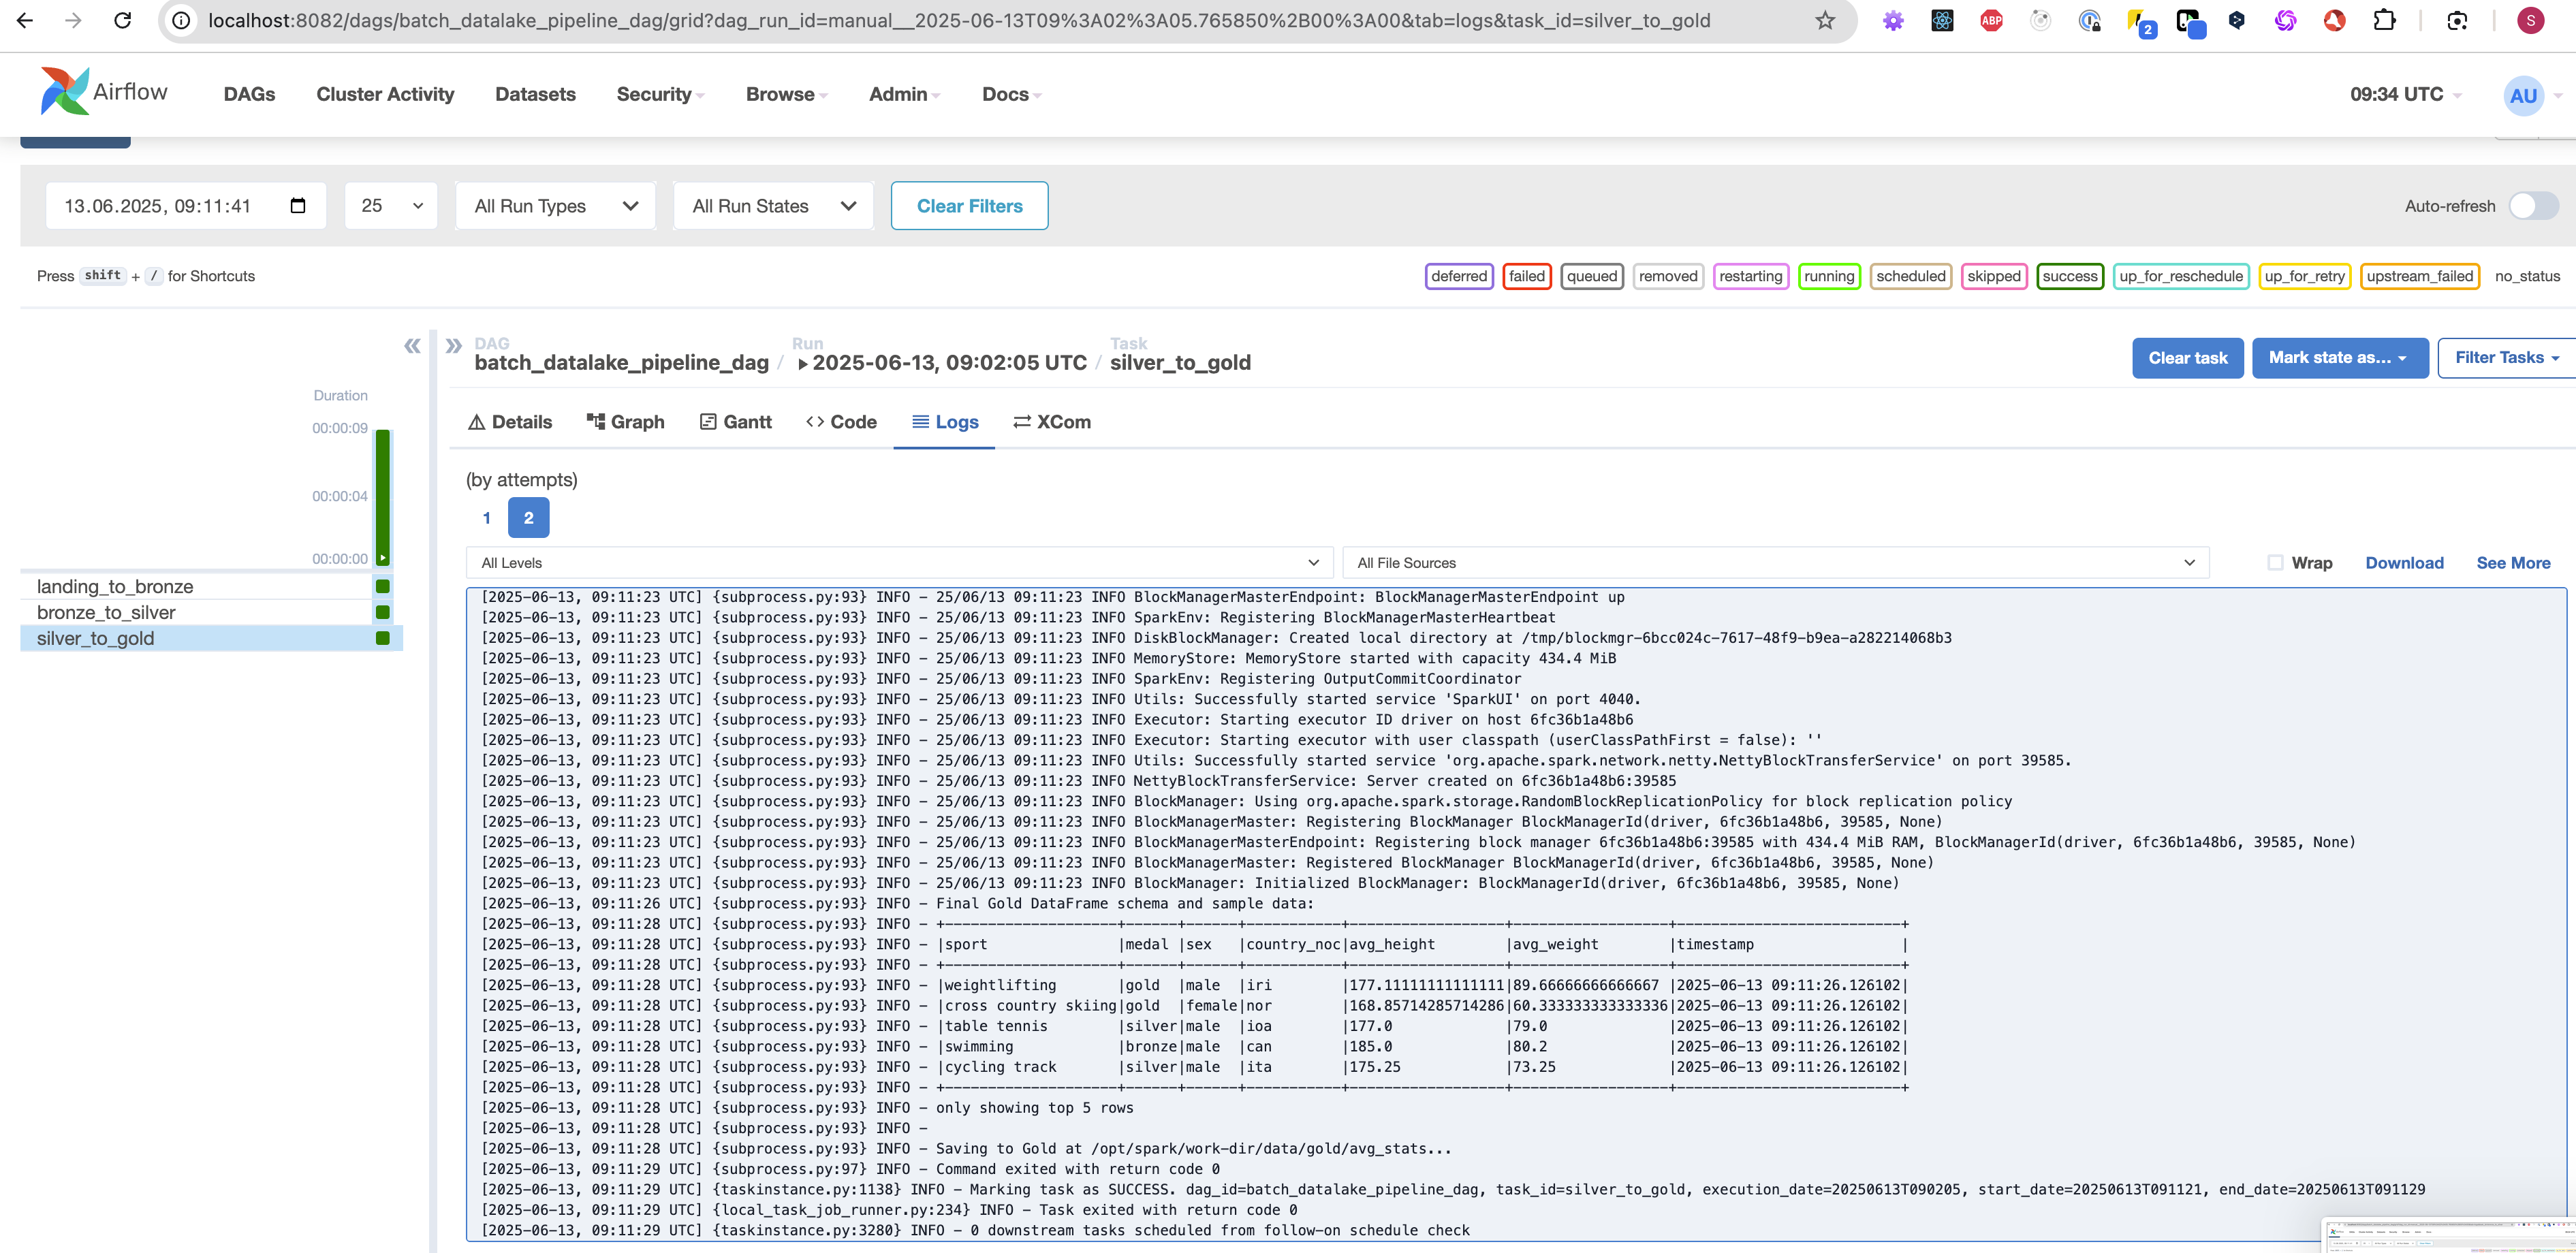 localhost:8082/dags/batch_datalake_pipeline_dag/grid?dag_run_id=manual__2025-06-13T09%3A02%3A05.765850%2B00%3A00&tab=logs&task_id=silver_to_gold
ABP
2
S
Airflow
DAGs
Cluster Activity
Datasets
Security
Browse
Admin
Docs
09:34 UTC
AU
13.06.2025, 09:11:41
25
All Run Types
All Run States
Clear Filters
Auto-refresh
Press shift + / for Shortcuts
deferred
failed
queued
removed
restarting
running
scheduled
skipped
success
up_for_reschedule
up_for_retry
upstream_failed
no_status
Duration
00:00:09
00:00:04
00:00:00
landing_to_bronze
bronze_to_silver
silver_to_gold
DAG
batch_datalake_pipeline_dag
/
Run
2025-06-13, 09:02:05 UTC
/
Task
silver_to_gold
Clear task
Mark state as...
Filter Tasks
Details
Graph
Gantt
Code
Logs
XCom
(by attempts)
1
2
All Levels
All File Sources
Wrap
Download
See More
[2025-06-13, 09:11:23 UTC] {subprocess.py:93} INFO - 25/06/13 09:11:23 INFO BlockManagerMasterEndpoint: BlockManagerMasterEndpoint up
[2025-06-13, 09:11:23 UTC] {subprocess.py:93} INFO - 25/06/13 09:11:23 INFO SparkEnv: Registering BlockManagerMasterHeartbeat
[2025-06-13, 09:11:23 UTC] {subprocess.py:93} INFO - 25/06/13 09:11:23 INFO DiskBlockManager: Created local directory at /tmp/blockmgr-6bcc024c-7617-48f9-b9ea-a282214068b3
[2025-06-13, 09:11:23 UTC] {subprocess.py:93} INFO - 25/06/13 09:11:23 INFO MemoryStore: MemoryStore started with capacity 434.4 MiB
[2025-06-13, 09:11:23 UTC] {subprocess.py:93} INFO - 25/06/13 09:11:23 INFO SparkEnv: Registering OutputCommitCoordinator
[2025-06-13, 09:11:23 UTC] {subprocess.py:93} INFO - 25/06/13 09:11:23 INFO Utils: Successfully started service 'SparkUI' on port 4040.
[2025-06-13, 09:11:23 UTC] {subprocess.py:93} INFO - 25/06/13 09:11:23 INFO Executor: Starting executor ID driver on host 6fc36b1a48b6
[2025-06-13, 09:11:23 UTC] {subprocess.py:93} INFO - 25/06/13 09:11:23 INFO Executor: Starting executor with user classpath (userClassPathFirst = false): ''
[2025-06-13, 09:11:23 UTC] {subprocess.py:93} INFO - 25/06/13 09:11:23 INFO Utils: Successfully started service 'org.apache.spark.network.netty.NettyBlockTransferService' on port 39585.
[2025-06-13, 09:11:23 UTC] {subprocess.py:93} INFO - 25/06/13 09:11:23 INFO NettyBlockTransferService: Server created on 6fc36b1a48b6:39585
[2025-06-13, 09:11:23 UTC] {subprocess.py:93} INFO - 25/06/13 09:11:23 INFO BlockManager: Using org.apache.spark.storage.RandomBlockReplicationPolicy for block replication policy
[2025-06-13, 09:11:23 UTC] {subprocess.py:93} INFO - 25/06/13 09:11:23 INFO BlockManagerMaster: Registering BlockManager BlockManagerId(driver, 6fc36b1a48b6, 39585, None)
[2025-06-13, 09:11:23 UTC] {subprocess.py:93} INFO - 25/06/13 09:11:23 INFO BlockManagerMasterEndpoint: Registering block manager 6fc36b1a48b6:39585 with 434.4 MiB RAM, BlockManagerId(driver, 6fc36b1a48b6, 39585, None)
[2025-06-13, 09:11:23 UTC] {subprocess.py:93} INFO - 25/06/13 09:11:23 INFO BlockManagerMaster: Registered BlockManager BlockManagerId(driver, 6fc36b1a48b6, 39585, None)
[2025-06-13, 09:11:23 UTC] {subprocess.py:93} INFO - 25/06/13 09:11:23 INFO BlockManager: Initialized BlockManager: BlockManagerId(driver, 6fc36b1a48b6, 39585, None)
[2025-06-13, 09:11:26 UTC] {subprocess.py:93} INFO - Final Gold DataFrame schema and sample data:
[2025-06-13, 09:11:28 UTC] {subprocess.py:93} INFO - +--------------------+------+------+-----------+------------------+------------------+--------------------------+
[2025-06-13, 09:11:28 UTC] {subprocess.py:93} INFO - |sport               |medal |sex   |country_noc|avg_height        |avg_weight        |timestamp                 |
[2025-06-13, 09:11:28 UTC] {subprocess.py:93} INFO - +--------------------+------+------+-----------+------------------+------------------+--------------------------+
[2025-06-13, 09:11:28 UTC] {subprocess.py:93} INFO - |weightlifting       |gold  |male  |iri        |177.11111111111111|89.66666666666667 |2025-06-13 09:11:26.126102|
[2025-06-13, 09:11:28 UTC] {subprocess.py:93} INFO - |cross country skiing|gold  |female|nor        |168.85714285714286|60.333333333333336|2025-06-13 09:11:26.126102|
[2025-06-13, 09:11:28 UTC] {subprocess.py:93} INFO - |table tennis        |silver|male  |ioa        |177.0             |79.0              |2025-06-13 09:11:26.126102|
[2025-06-13, 09:11:28 UTC] {subprocess.py:93} INFO - |swimming            |bronze|male  |can        |185.0             |80.2              |2025-06-13 09:11:26.126102|
[2025-06-13, 09:11:28 UTC] {subprocess.py:93} INFO - |cycling track       |silver|male  |ita        |175.25            |73.25             |2025-06-13 09:11:26.126102|
[2025-06-13, 09:11:28 UTC] {subprocess.py:93} INFO - +--------------------+------+------+-----------+------------------+------------------+--------------------------+
[2025-06-13, 09:11:28 UTC] {subprocess.py:93} INFO - only showing top 5 rows
[2025-06-13, 09:11:28 UTC] {subprocess.py:93} INFO -
[2025-06-13, 09:11:28 UTC] {subprocess.py:93} INFO - Saving to Gold at /opt/spark/work-dir/data/gold/avg_stats...
[2025-06-13, 09:11:29 UTC] {subprocess.py:97} INFO - Command exited with return code 0
[2025-06-13, 09:11:29 UTC] {taskinstance.py:1138} INFO - Marking task as SUCCESS. dag_id=batch_datalake_pipeline_dag, task_id=silver_to_gold, execution_date=20250613T090205, start_date=20250613T091121, end_date=20250613T091129
[2025-06-13, 09:11:29 UTC] {local_task_job_runner.py:234} INFO - Task exited with return code 0
[2025-06-13, 09:11:29 UTC] {taskinstance.py:3280} INFO - 0 downstream tasks scheduled from follow-on schedule check